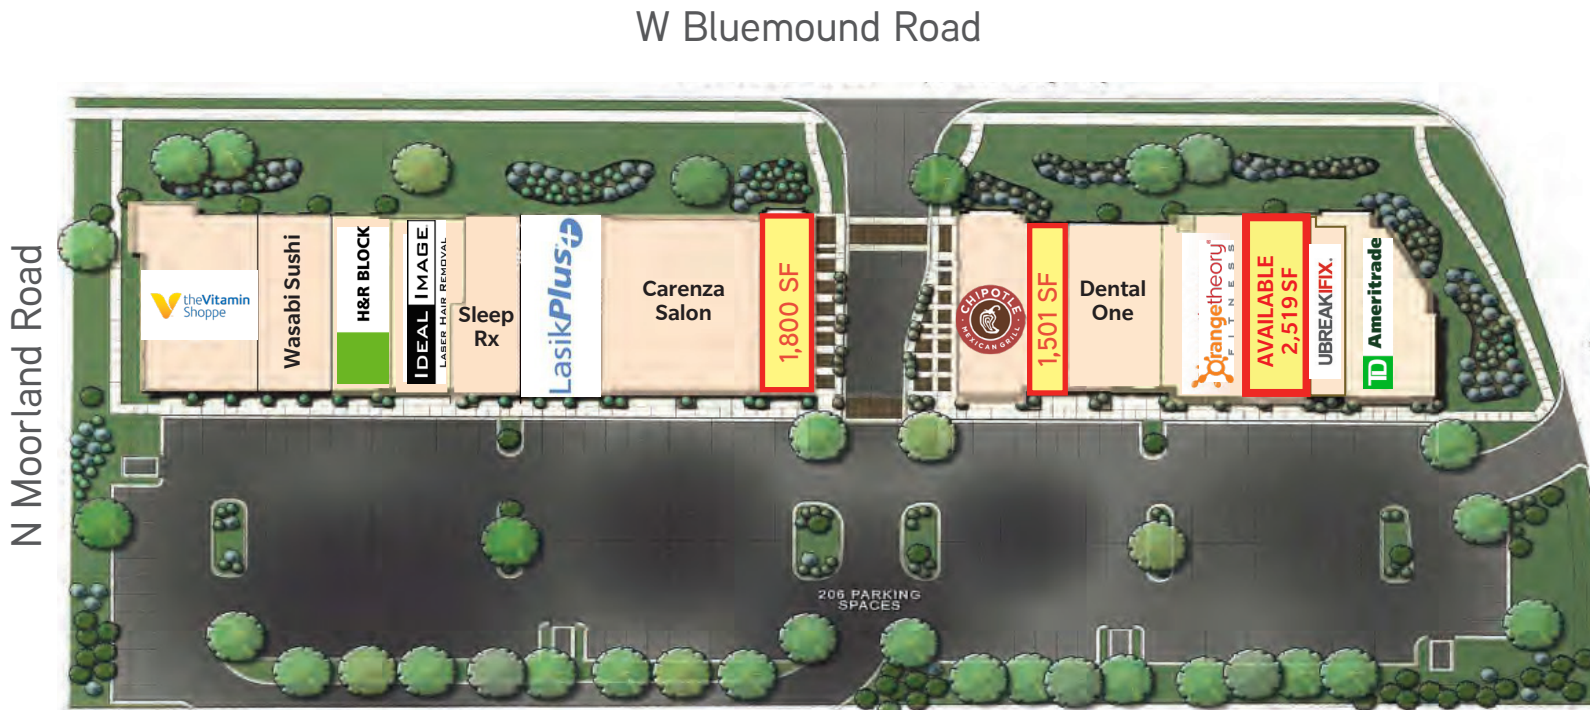 W Bluemound Road
N Moorland Road
theVitamin
Shoppe
Wasabi Sushi
H&R BLOCK
IDEAL IMAGE
LASER HAIR REMOVAL
Sleep
Rx
LasikPlus+
Carenza
Salon
1,800 SF
CHIPOTLE
MEXICAN GRILL
1,501 SF
Dental
One
orangetheory®
FITNESS
AVAILABLE
2,519 SF
UBREAKIFIX.
TD Ameritrade
206 PARKING
SPACES